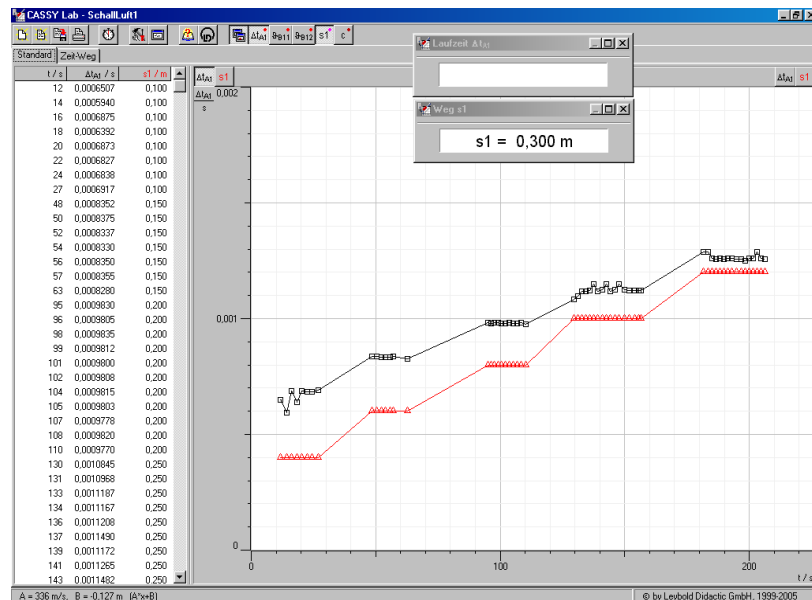 CASSY Lab - SchallLuft1
ΔtA1 ϑB11 ϑB12 s1 c
Standard Zeit-Weg
t / s ΔtA1 / s s1 / m
12 0,0006507 0,100
14 0,0005940 0,100
16 0,0006875 0,100
18 0,0006392 0,100
20 0,0006873 0,100
22 0,0006827 0,100
24 0,0006838 0,100
27 0,0006917 0,100
48 0,0008352 0,150
50 0,0008375 0,150
52 0,0008337 0,150
54 0,0008330 0,150
56 0,0008350 0,150
57 0,0008355 0,150
63 0,0008280 0,150
95 0,0009830 0,200
96 0,0009805 0,200
98 0,0009835 0,200
99 0,0009812 0,200
101 0,0009800 0,200
102 0,0009808 0,200
104 0,0009815 0,200
105 0,0009803 0,200
107 0,0009778 0,200
108 0,0009820 0,200
110 0,0009770 0,200
130 0,0010845 0,250
131 0,0010968 0,250
133 0,0011187 0,250
134 0,0011167 0,250
136 0,0011208 0,250
137 0,0011490 0,250
139 0,0011172 0,250
141 0,0011265 0,250
143 0,0011482 0,250
ΔtA1 s1
ΔtA1
s
0,002
0,001
0
0 100 200
t / s
ΔtA1 s1
Laufzeit ΔtA1
Weg s1
s1 = 0,300 m
A = 336 m/s, B = -0,127 m (A*x+B)
© by Leybold Didactic GmbH, 1999-2005